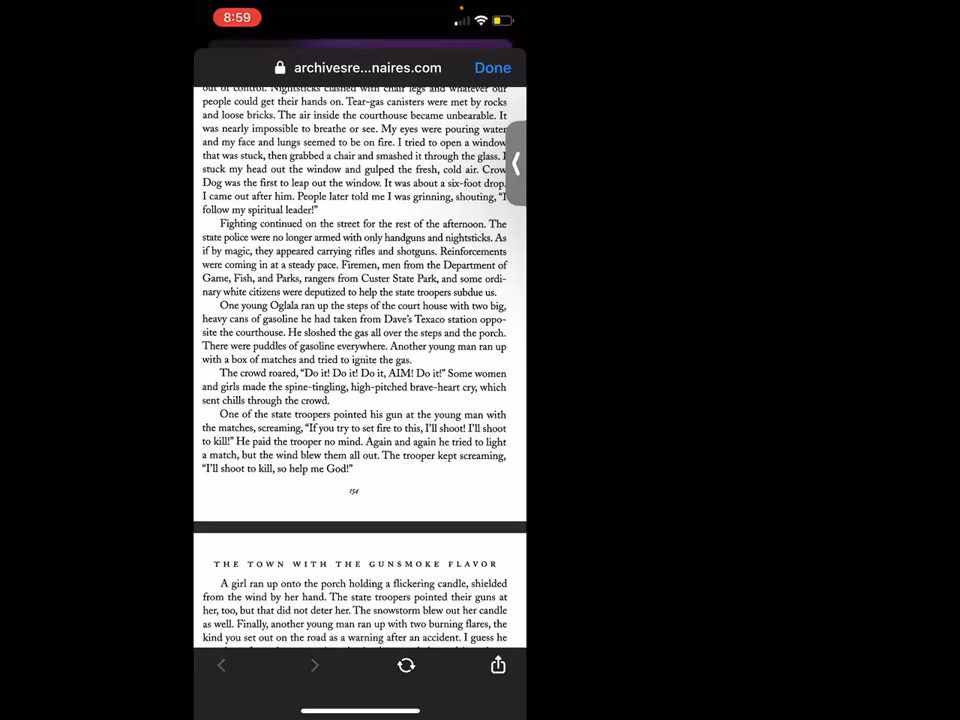 8:59
archivesre...naires.com
Done
out of control. Nightsticks clashed with chair legs and whatever our
people could get their hands on. Tear-gas canisters were met by rocks
and loose bricks. The air inside the courthouse became unbearable. It
was nearly impossible to breathe or see. My eyes were pouring water
and my face and lungs seemed to be on fire. I tried to open a window
that was stuck, then grabbed a chair and smashed it through the glass. I
stuck my head out the window and gulped the fresh, cold air. Crow
Dog was the first to leap out the window. It was about a six-foot drop.
I came out after him. People later told me I was grinning, shouting, “I
follow my spiritual leader!”
Fighting continued on the street for the rest of the afternoon. The
state police were no longer armed with only handguns and nightsticks. As
if by magic, they appeared carrying rifles and shotguns. Reinforcements
were coming in at a steady pace. Firemen, men from the Department of
Game, Fish, and Parks, rangers from Custer State Park, and some ordi-
nary white citizens were deputized to help the state troopers subdue us.
One young Oglala ran up the steps of the court house with two big,
heavy cans of gasoline he had taken from Dave’s Texaco station oppo-
site the courthouse. He sloshed the gas all over the steps and the porch.
There were puddles of gasoline everywhere. Another young man ran up
with a box of matches and tried to ignite the gas.
The crowd roared, “Do it! Do it! Do it, AIM! Do it!” Some women
and girls made the spine-tingling, high-pitched brave-heart cry, which
sent chills through the crowd.
One of the state troopers pointed his gun at the young man with
the matches, screaming, “If you try to set fire to this, I’ll shoot! I’ll shoot
to kill!” He paid the trooper no mind. Again and again he tried to light
a match, but the wind blew them all out. The trooper kept screaming,
“I’ll shoot to kill, so help me God!”
154
THE TOWN WITH THE GUNSMOKE FLAVOR
A girl ran up onto the porch holding a flickering candle, shielded
from the wind by her hand. The state troopers pointed their guns at
her, too, but that did not deter her. The snowstorm blew out her candle
as well. Finally, another young man ran up with two burning flares, the
kind you set out on the road as a warning after an accident. I guess he